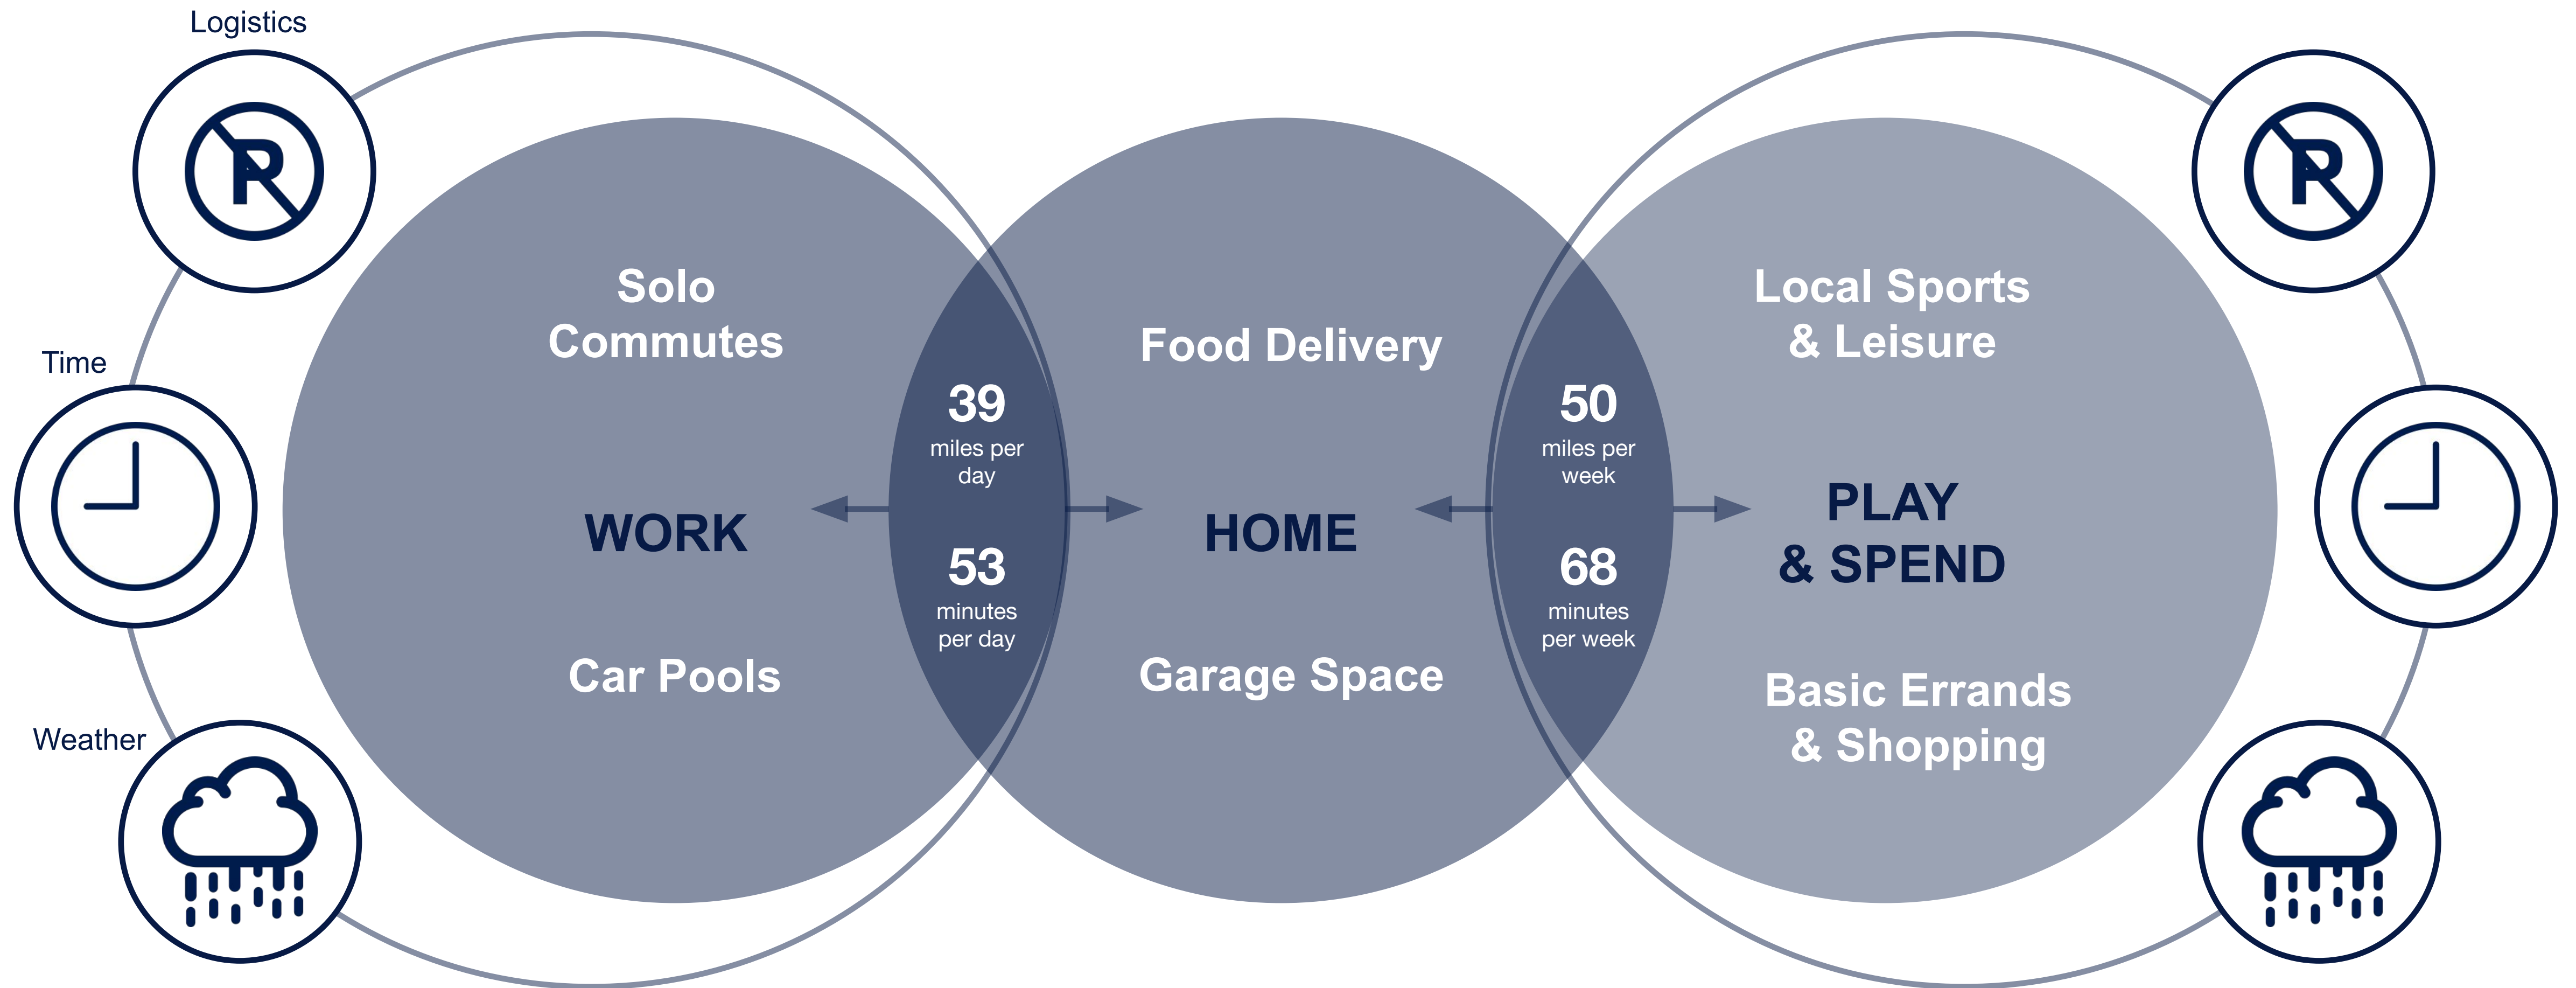 Logistics
P
P
Time
Weather
Solo
Commutes
WORK
Car Pools
39
miles per
day
53
minutes
per day
Food Delivery
HOME
Garage Space
50
miles per
week
68
minutes
per week
Local Sports
& Leisure
PLAY
& SPEND
Basic Errands
& Shopping